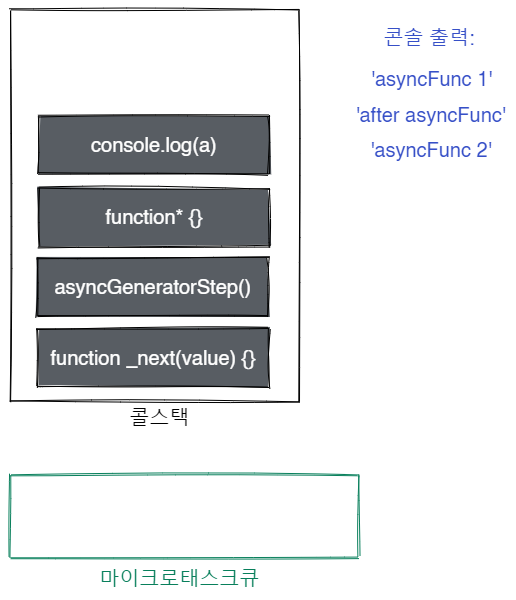 콘솔 출력:
'asyncFunc 1'
'after asyncFunc'
'asyncFunc 2'
console.log(a)
function* {}
asyncGeneratorStep()
function _next(value) {}
콜스택
마이크로태스크큐